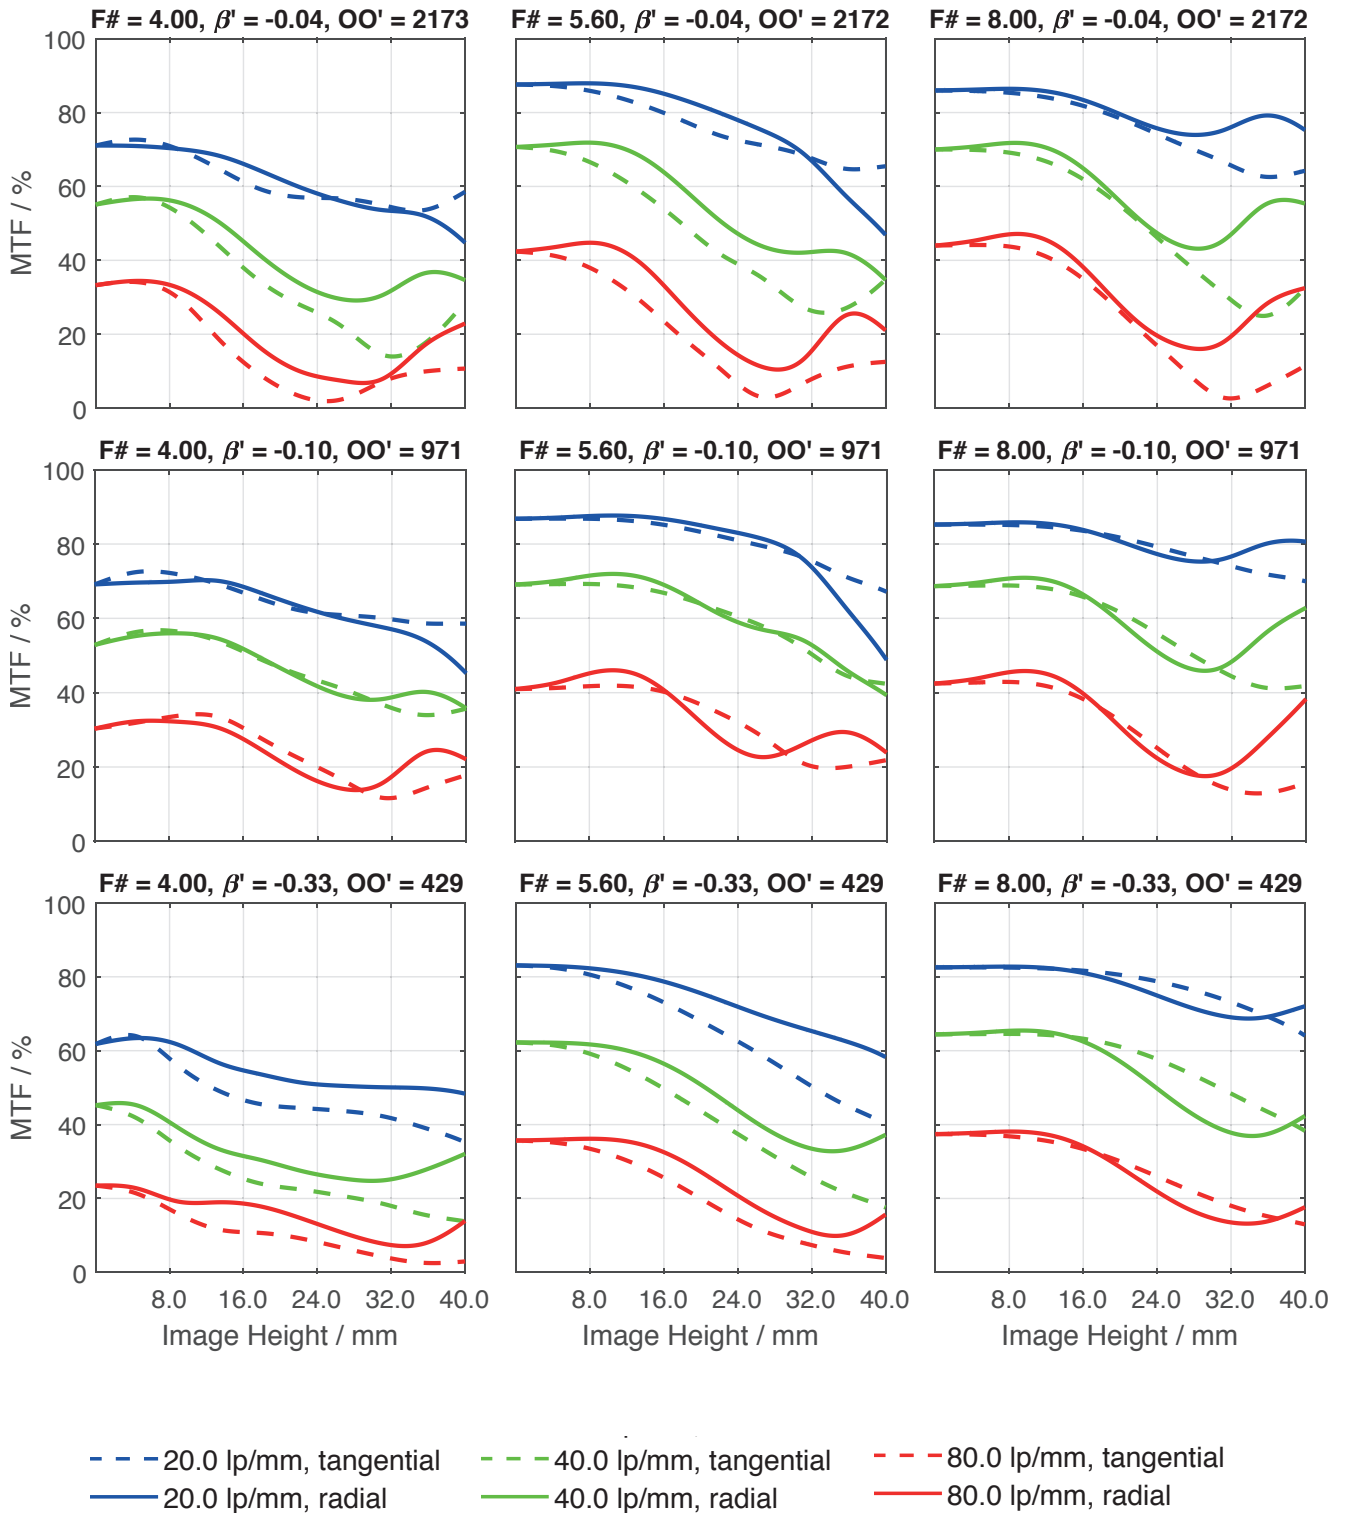 F# = 4.00, β' = -0.04, OO' = 2173
F# = 5.60, β' = -0.04, OO' = 2172
F# = 8.00, β' = -0.04, OO' = 2172
100
80
60
40
20
0
MTF / %
F# = 4.00, β' = -0.10, OO' = 971
F# = 5.60, β' = -0.10, OO' = 971
F# = 8.00, β' = -0.10, OO' = 971
100
80
60
40
20
0
MTF / %
F# = 4.00, β' = -0.33, OO' = 429
F# = 5.60, β' = -0.33, OO' = 429
F# = 8.00, β' = -0.33, OO' = 429
100
80
60
40
20
0
MTF / %
8.0 16.0 24.0 32.0 40.0
8.0 16.0 24.0 32.0 40.0
8.0 16.0 24.0 32.0 40.0
Image Height / mm
Image Height / mm
Image Height / mm
20.0 lp/mm, tangential
40.0 lp/mm, tangential
80.0 lp/mm, tangential
20.0 lp/mm, radial
40.0 lp/mm, radial
80.0 lp/mm, radial